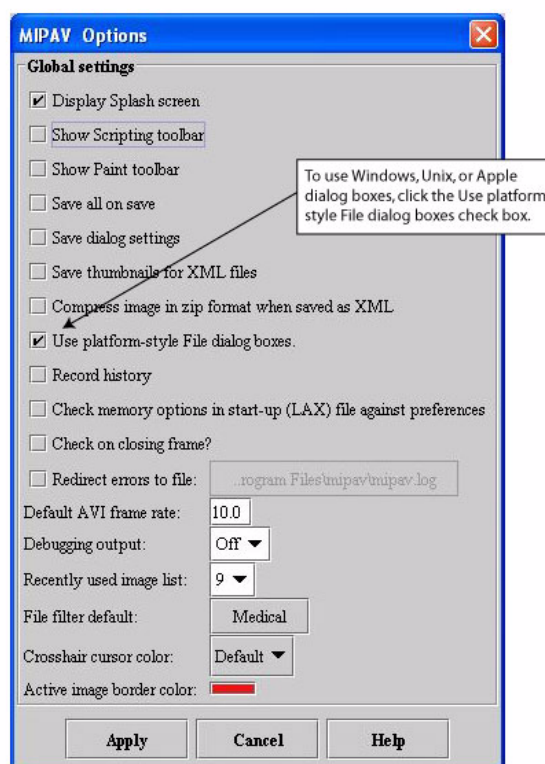 MIPAV Options
Global settings
Display Splash screen
Show Scripting toolbar
Show Paint toolbar
To use Windows, Unix, or Apple
dialog boxes, click the Use platform
style File dialog boxes check box.
Save all on save
Save dialog settings
Save thumbnails for XML files
Compress image in zip format when saved as XML
Use platform-style File dialog boxes.
Record history
Check memory options in start-up (LAX) file against preferences
Check on closing frame?
Redirect errors to file: ..rogram Files\mipav\mipav.log
Default AVI frame rate: 10.0
Debugging output: Off
Recently used image list: 9
File filter default: Medical
Crosshair cursor color: Default
Active image border color:
Apply Cancel Help